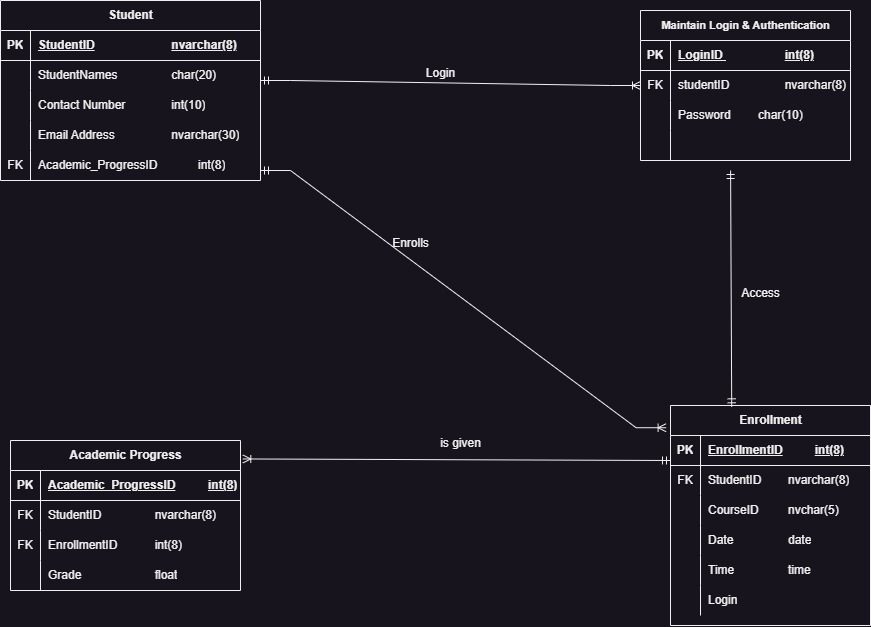 Student
PK StudentID nvarchar(8)
StudentNames char(20)
Contact Number int(10)
Email Address nvarchar(30)
FK Academic_ProgressID int(8)
Login
Maintain Login & Authentication
PK LoginID int(8)
FK studentID nvarchar(8)
Password char(10)
Enrolls
Access
is given
Academic Progress
PK Academic_ProgressID int(8)
FK StudentID nvarchar(8)
FK EnrollmentID int(8)
Grade float
Enrollment
PK EnrollmentID int(8)
FK StudentID nvarchar(8)
CourseID nvchar(5)
Date date
Time time
Login